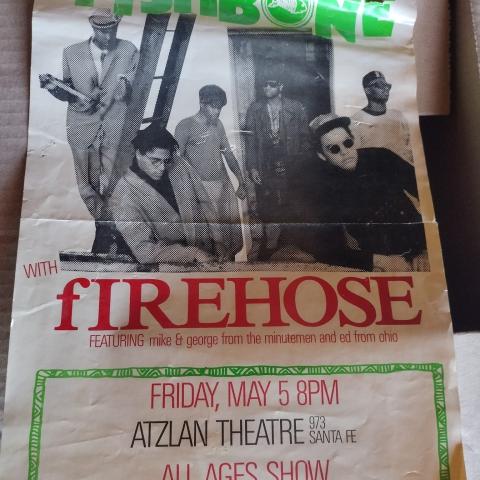 FISHBONE
WITH
fIREHOSE
FEATURING mike & george from the minutemen and ed from ohio
FRIDAY, MAY 5 8PM
ATZLAN THEATRE 973 SANTA FE
ALL AGES SHOW